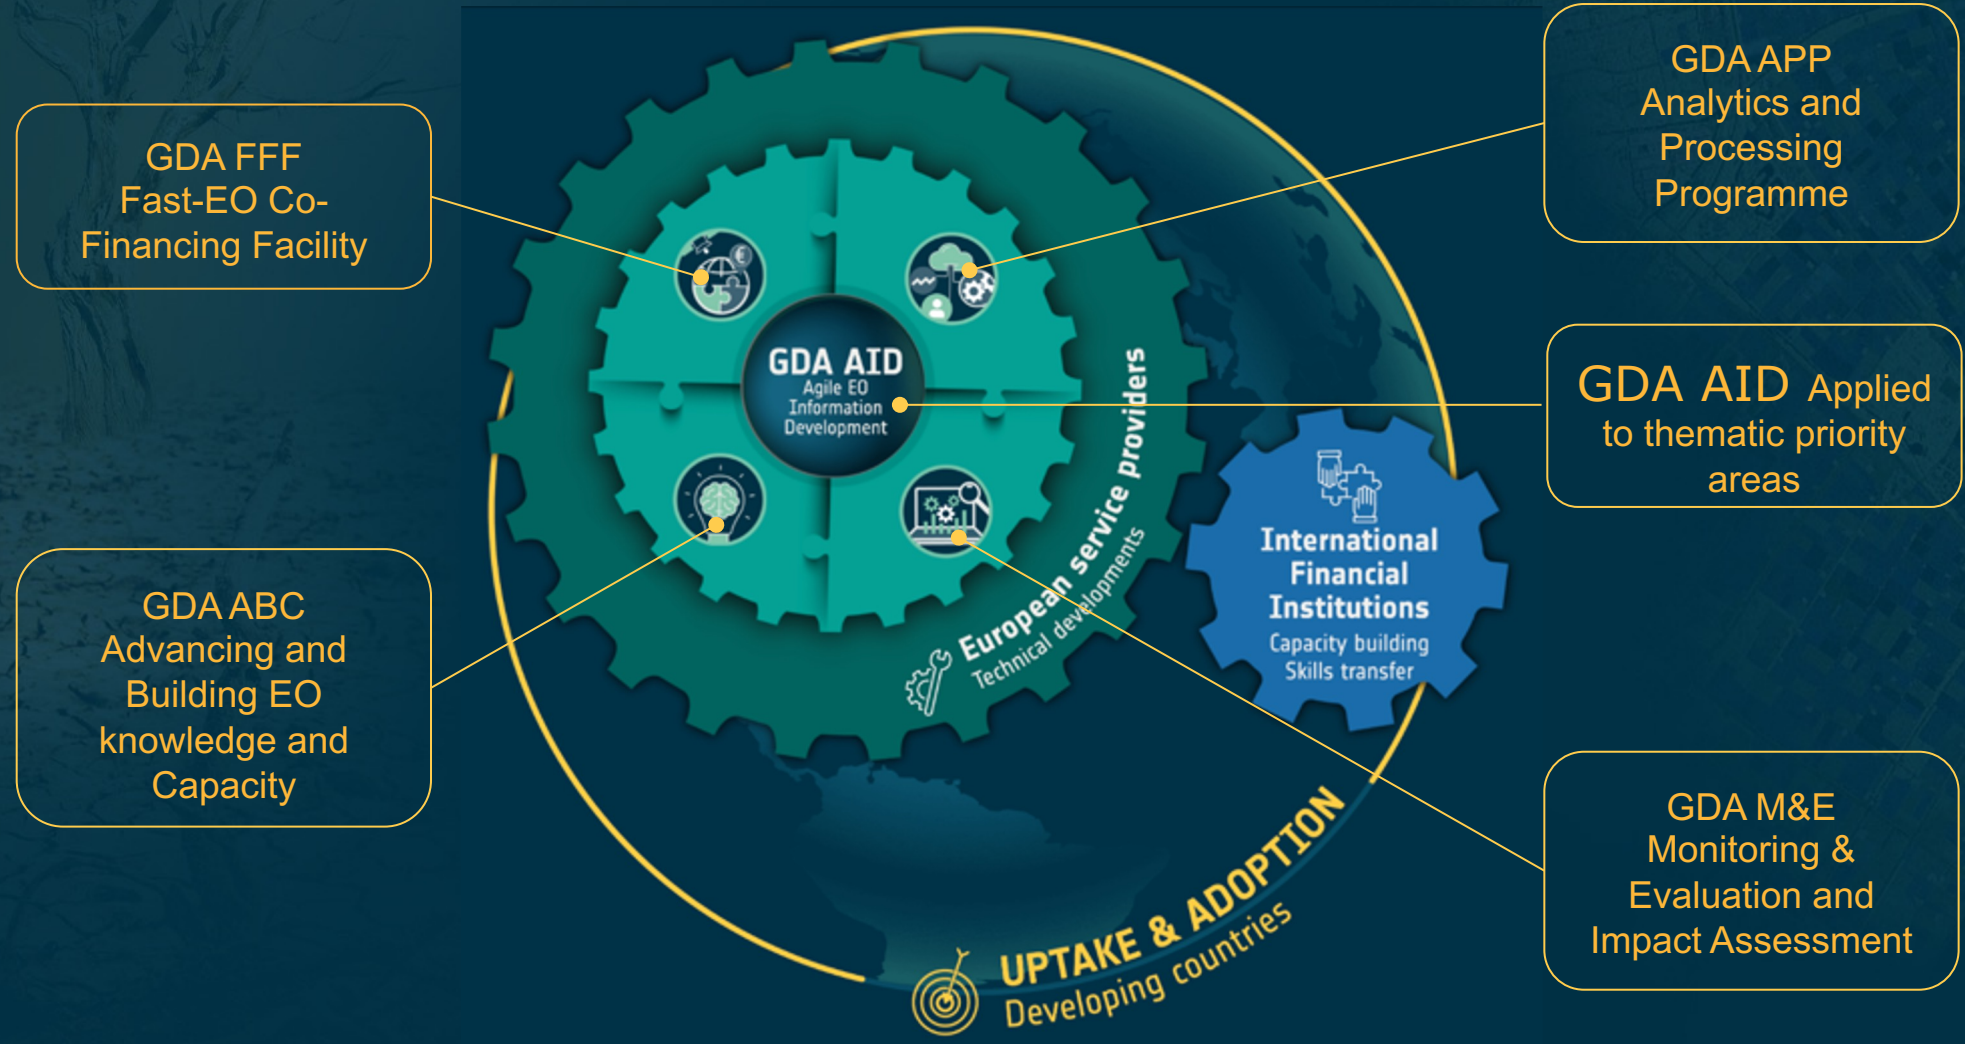 GDA FFF
Fast-EO Co-
Financing Facility
GDA ABC
Advancing and
Building EO
knowledge and
Capacity
GDA AID
Agile EO
Information
Development
European service providers
Technical developments
International
Financial
Institutions
Capacity building
Skills transfer
UPTAKE & ADOPTION
Developing countries
GDA APP
Analytics and
Processing
Programme
GDA AID Applied
to thematic priority
areas
GDA M&E
Monitoring &
Evaluation and
Impact Assessment